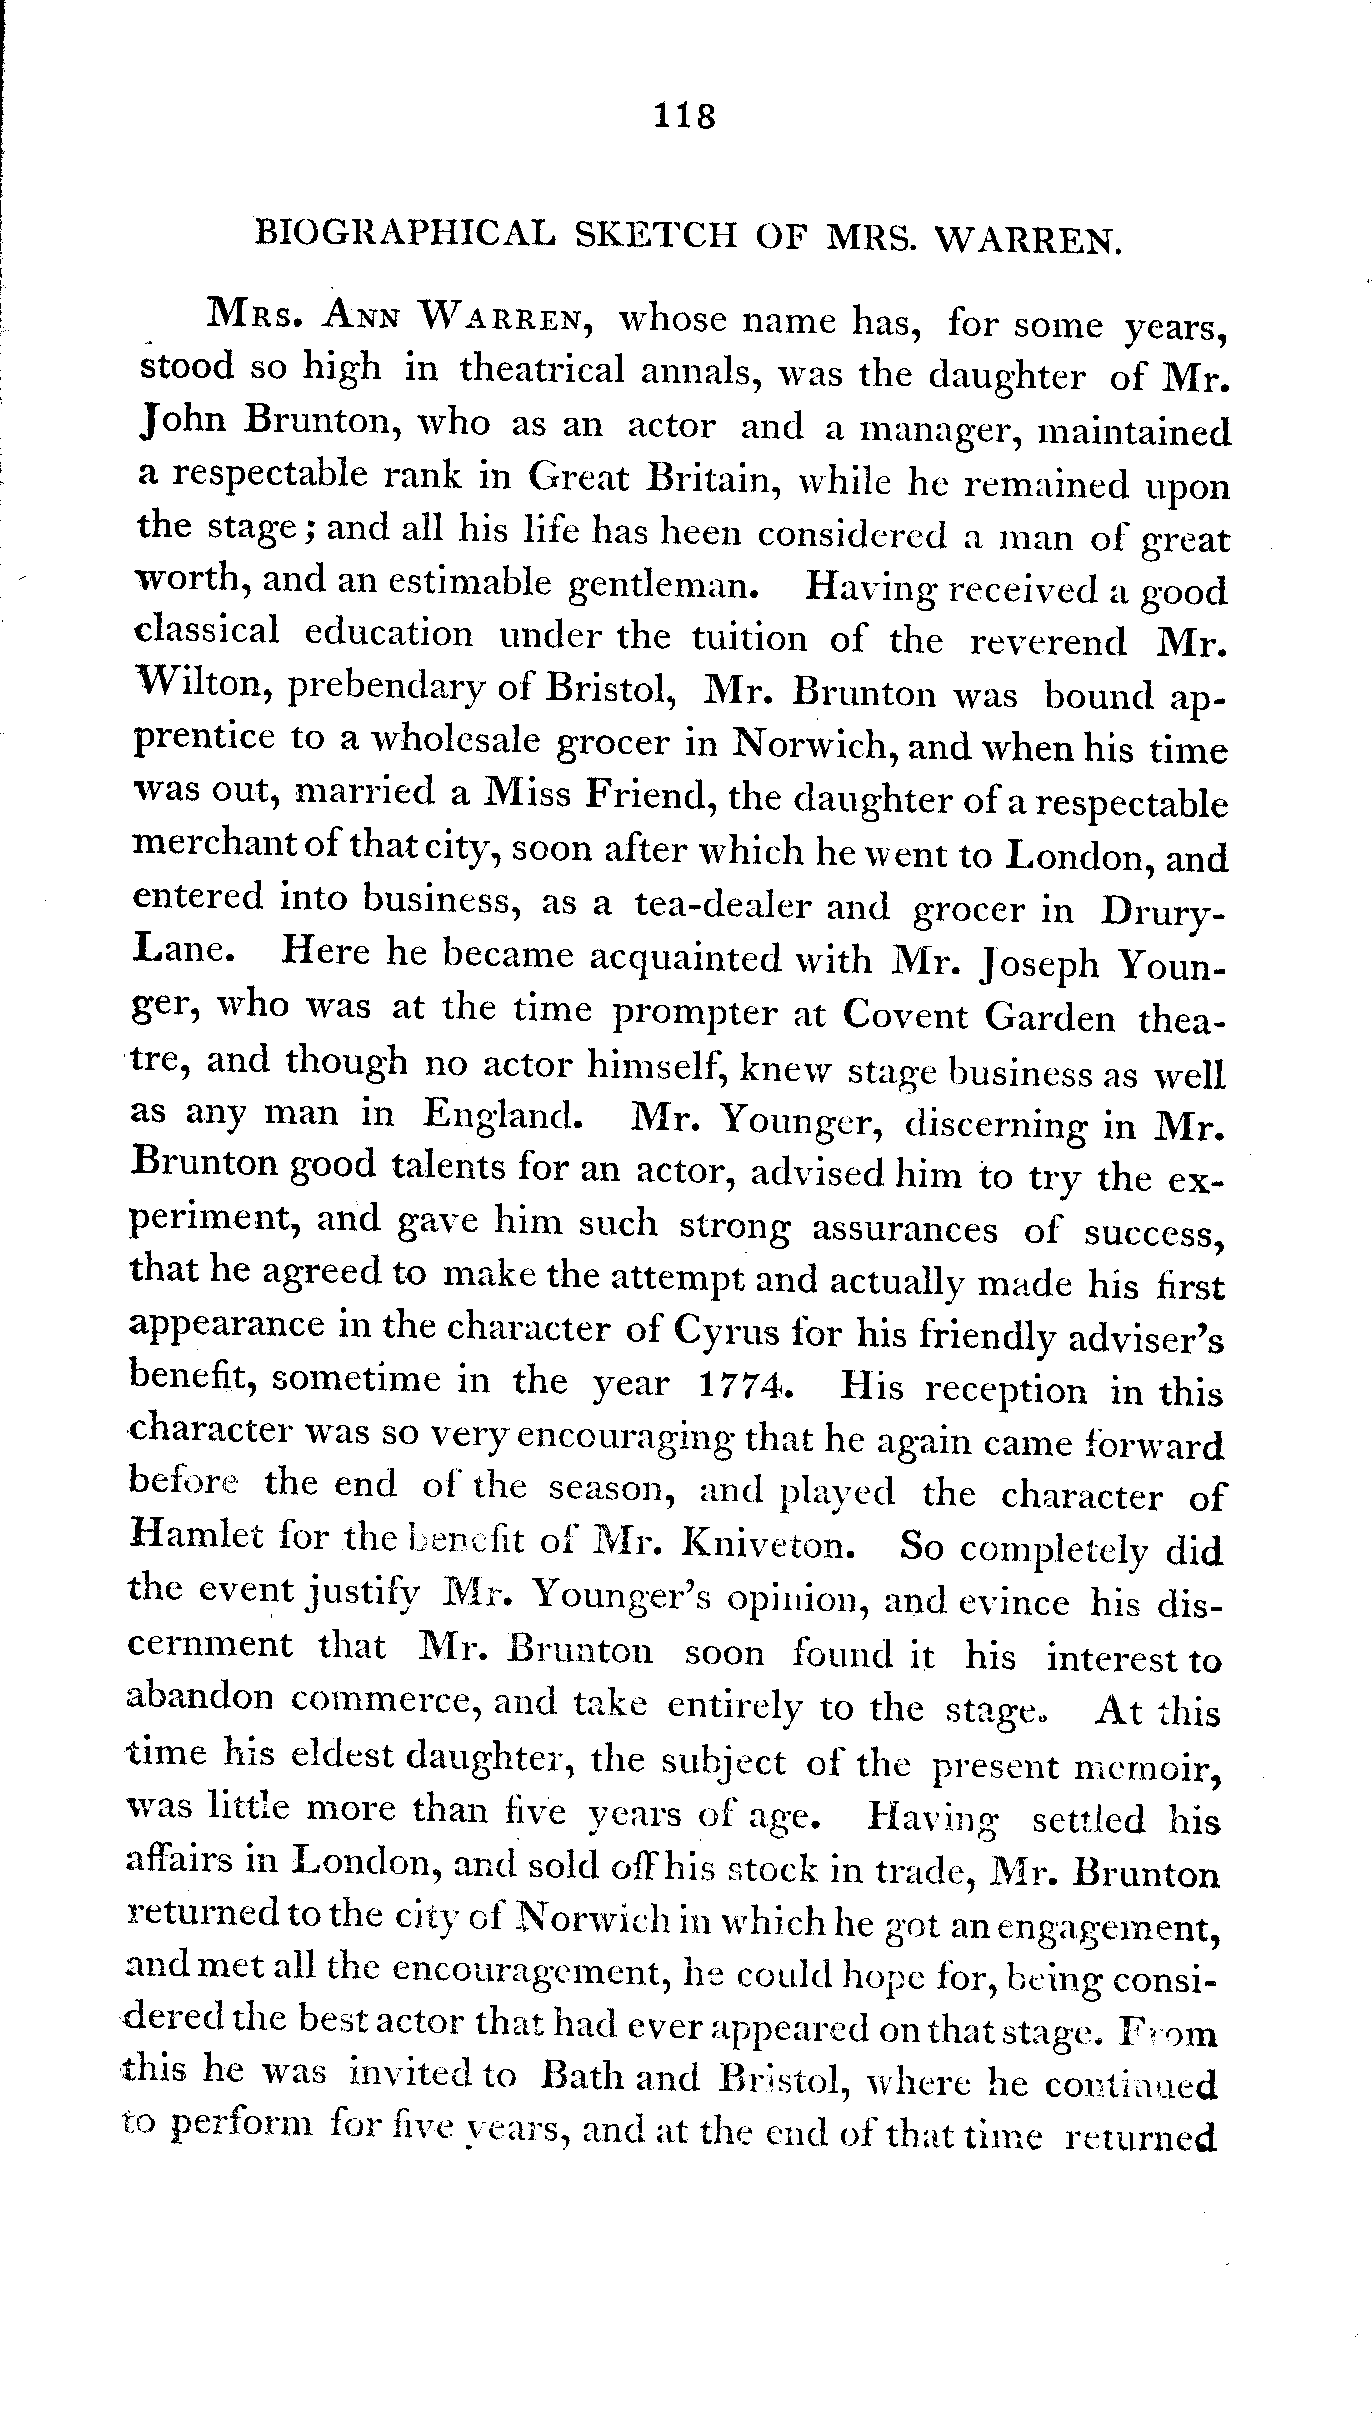 118
BIOGRAPHICAL SKETCH OF MRS. WARREN.
MRS. ANN WARREN, whose name has, for some years,
stood so high in theatrical annals, was the daughter of Mr.
John Brunton, who as an actor and a manager, maintained
a respectable rank in Great Britain, while he remained upon
the stage; and all his life has heen considered a man of great
worth, and an estimable gentleman. Having received a good
classical education under the tuition of the reverend Mr.
Wilton, prebendary of Bristol, Mr. Brunton was bound ap-
prentice to a wholesale grocer in Norwich, and when his time
was out, married a Miss Friend, the daughter of a respectable
merchant of that city, soon after which he went to London, and
entered into business, as a tea-dealer and grocer in Drury-
Lane. Here he became acquainted with Mr. Joseph Youn-
ger, who was at the time prompter at Covent Garden thea-
tre, and though no actor himself, knew stage business as well
as any man in England. Mr. Younger, discerning in Mr.
Brunton good talents for an actor, advised him to try the ex-
periment, and gave him such strong assurances of success,
that he agreed to make the attempt and actually made his first
appearance in the character of Cyrus for his friendly adviser's
benefit, sometime in the year 1774. His reception in this
character was so very encouraging that he again came forward
before the end of the season, and played the character of
Hamlet for the benefit of Mr. Kniveton. So completely did
the event justify Mr. Younger's opinion, and evince his dis-
cernment that Mr. Brunton soon found it his interest to
abandon commerce, and take entirely to the stage. At this
time his eldest daughter, the subject of the present memoir,
was little more than five years of age. Having settled his
affairs in London, and sold off his stock in trade, Mr. Brunton
returned to the city of Norwich in which he got an engagement,
and met all the encouragement, he could hope for, being consi-
dered the best actor that had ever appeared on that stage. From
this he was invited to Bath and Bristol, where he continued
to perform for five years, and at the end of that time returned